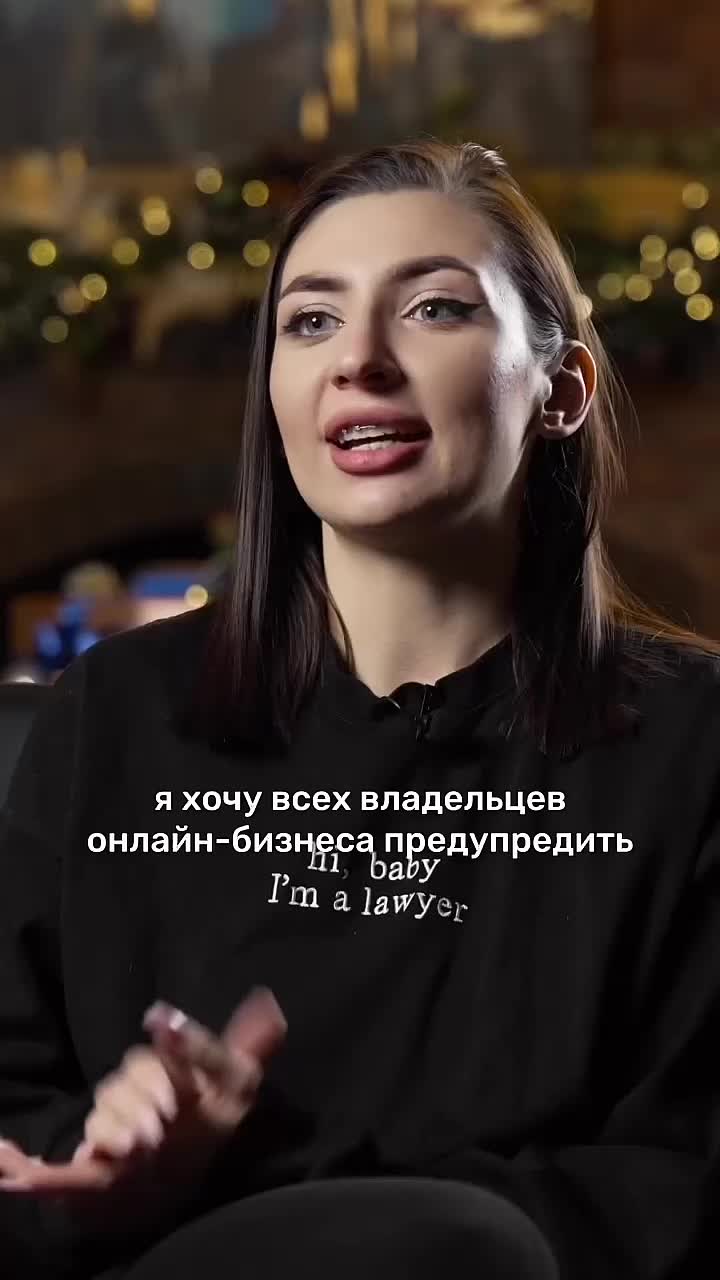 я хочу всех владельцев
онлайн-бизнеса предупредить
hi, baby
I'm a lawyer